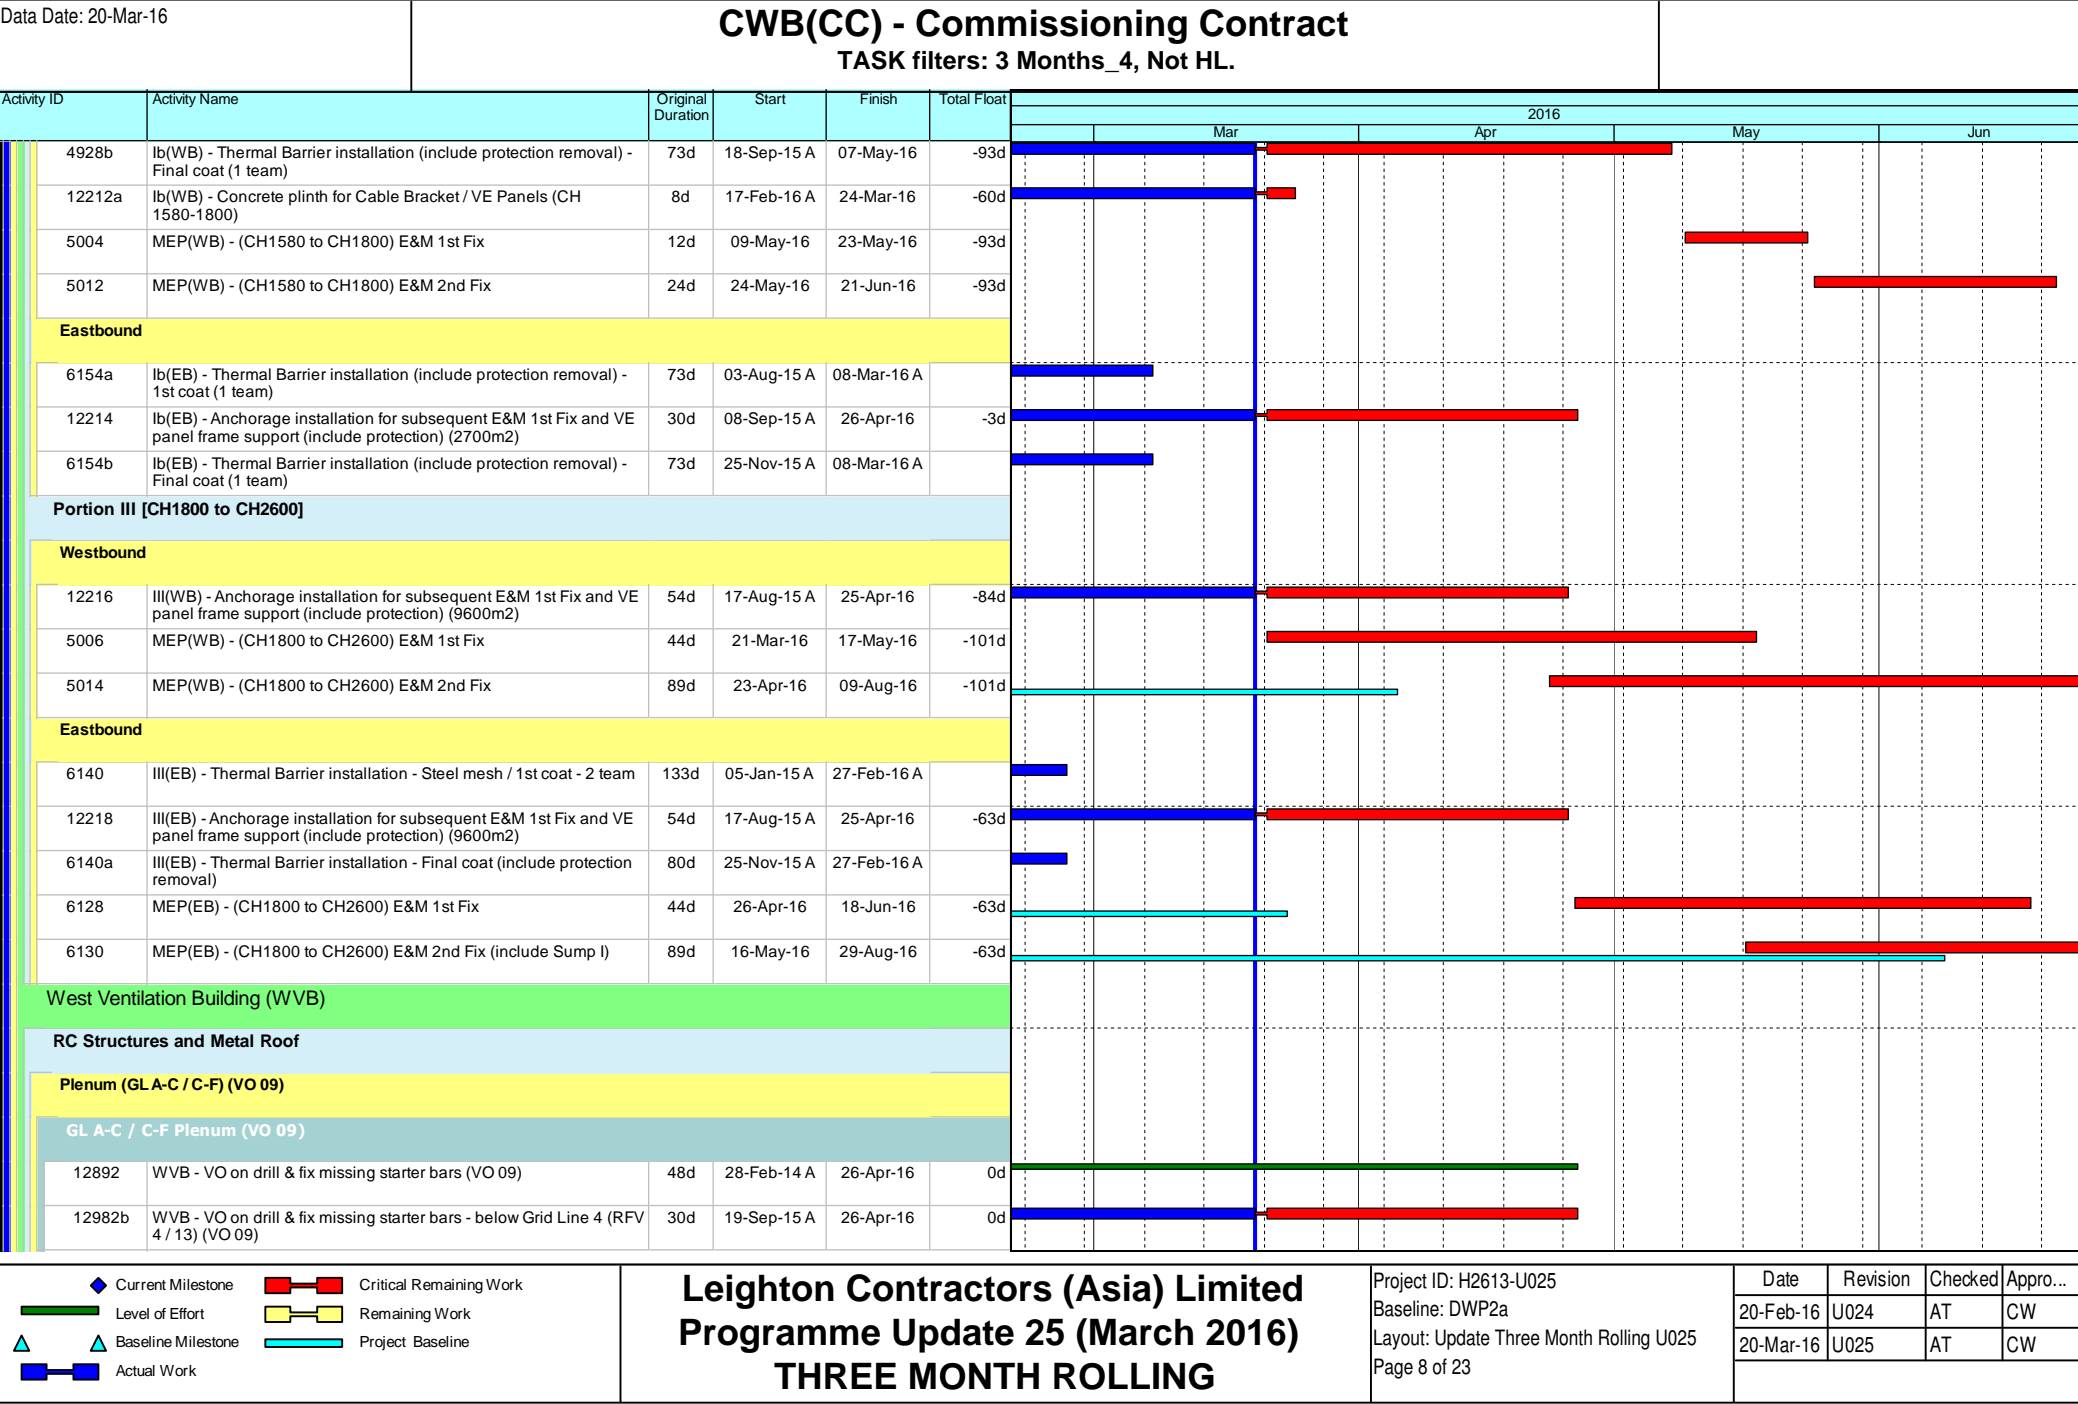 Data Date: 20-Mar-16
CWB(CC) - Commissioning Contract
TASK filters: 3 Months_4, Not HL.
Activity ID Activity Name Original Duration Start Finish Total Float
2016
Mar Apr May Jun
4928b Ib(WB) - Thermal Barrier installation (include protection removal) - 73d 18-Sep-15 A 07-May-16 -93d
Final coat (1 team)
12212a Ib(WB) - Concrete plinth for Cable Bracket / VE Panels (CH 8d 17-Feb-16 A 24-Mar-16 -60d
1580-1800)
5004 MEP(WB) - (CH1580 to CH1800) E&M 1st Fix 12d 09-May-16 23-May-16 -93d
5012 MEP(WB) - (CH1580 to CH1800) E&M 2nd Fix 24d 24-May-16 21-Jun-16 -93d
Eastbound
6154a Ib(EB) - Thermal Barrier installation (include protection removal) - 73d 03-Aug-15 A 08-Mar-16 A
1st coat (1 team)
12214 Ib(EB) - Anchorage installation for subsequent E&M 1st Fix and VE 30d 08-Sep-15 A 26-Apr-16 -3d
panel frame support (include protection) (2700m2)
6154b Ib(EB) - Thermal Barrier installation (include protection removal) - 73d 25-Nov-15 A 08-Mar-16 A
Final coat (1 team)
Portion III [CH1800 to CH2600]
Westbound
12216 III(WB) - Anchorage installation for subsequent E&M 1st Fix and VE 54d 17-Aug-15 A 25-Apr-16 -84d
panel frame support (include protection) (9600m2)
5006 MEP(WB) - (CH1800 to CH2600) E&M 1st Fix 44d 21-Mar-16 17-May-16 -101d
5014 MEP(WB) - (CH1800 to CH2600) E&M 2nd Fix 89d 23-Apr-16 09-Aug-16 -101d
Eastbound
6140 III(EB) - Thermal Barrier installation - Steel mesh / 1st coat - 2 team 133d 05-Jan-15 A 27-Feb-16 A
12218 III(EB) - Anchorage installation for subsequent E&M 1st Fix and VE 54d 17-Aug-15 A 25-Apr-16 -63d
panel frame support (include protection) (9600m2)
6140a III(EB) - Thermal Barrier installation - Final coat (include protection 80d 25-Nov-15 A 27-Feb-16 A
removal)
6128 MEP(EB) - (CH1800 to CH2600) E&M 1st Fix 44d 26-Apr-16 18-Jun-16 -63d
6130 MEP(EB) - (CH1800 to CH2600) E&M 2nd Fix (include Sump I) 89d 16-May-16 29-Aug-16 -63d
West Ventilation Building (WVB)
RC Structures and Metal Roof
Plenum (GL A-C / C-F) (VO 09)
GL A-C / C-F Plenum (VO 09)
12892 WVB - VO on drill & fix missing starter bars (VO 09) 48d 28-Feb-14 A 26-Apr-16 0d
12982b WVB - VO on drill & fix missing starter bars - below Grid Line 4 (RFV 30d 19-Sep-15 A 26-Apr-16 0d
4 / 13) (VO 09)
Current Milestone Critical Remaining Work
Level of Effort Remaining Work
Baseline Milestone Project Baseline
Actual Work
Leighton Contractors (Asia) Limited
Programme Update 25 (March 2016)
THREE MONTH ROLLING
Project ID: H2613-U025
Baseline: DWP2a
Layout: Update Three Month Rolling U025
Page 8 of 23
Date Revision Checked Appro...
20-Feb-16 U024 AT CW
20-Mar-16 U025 AT CW